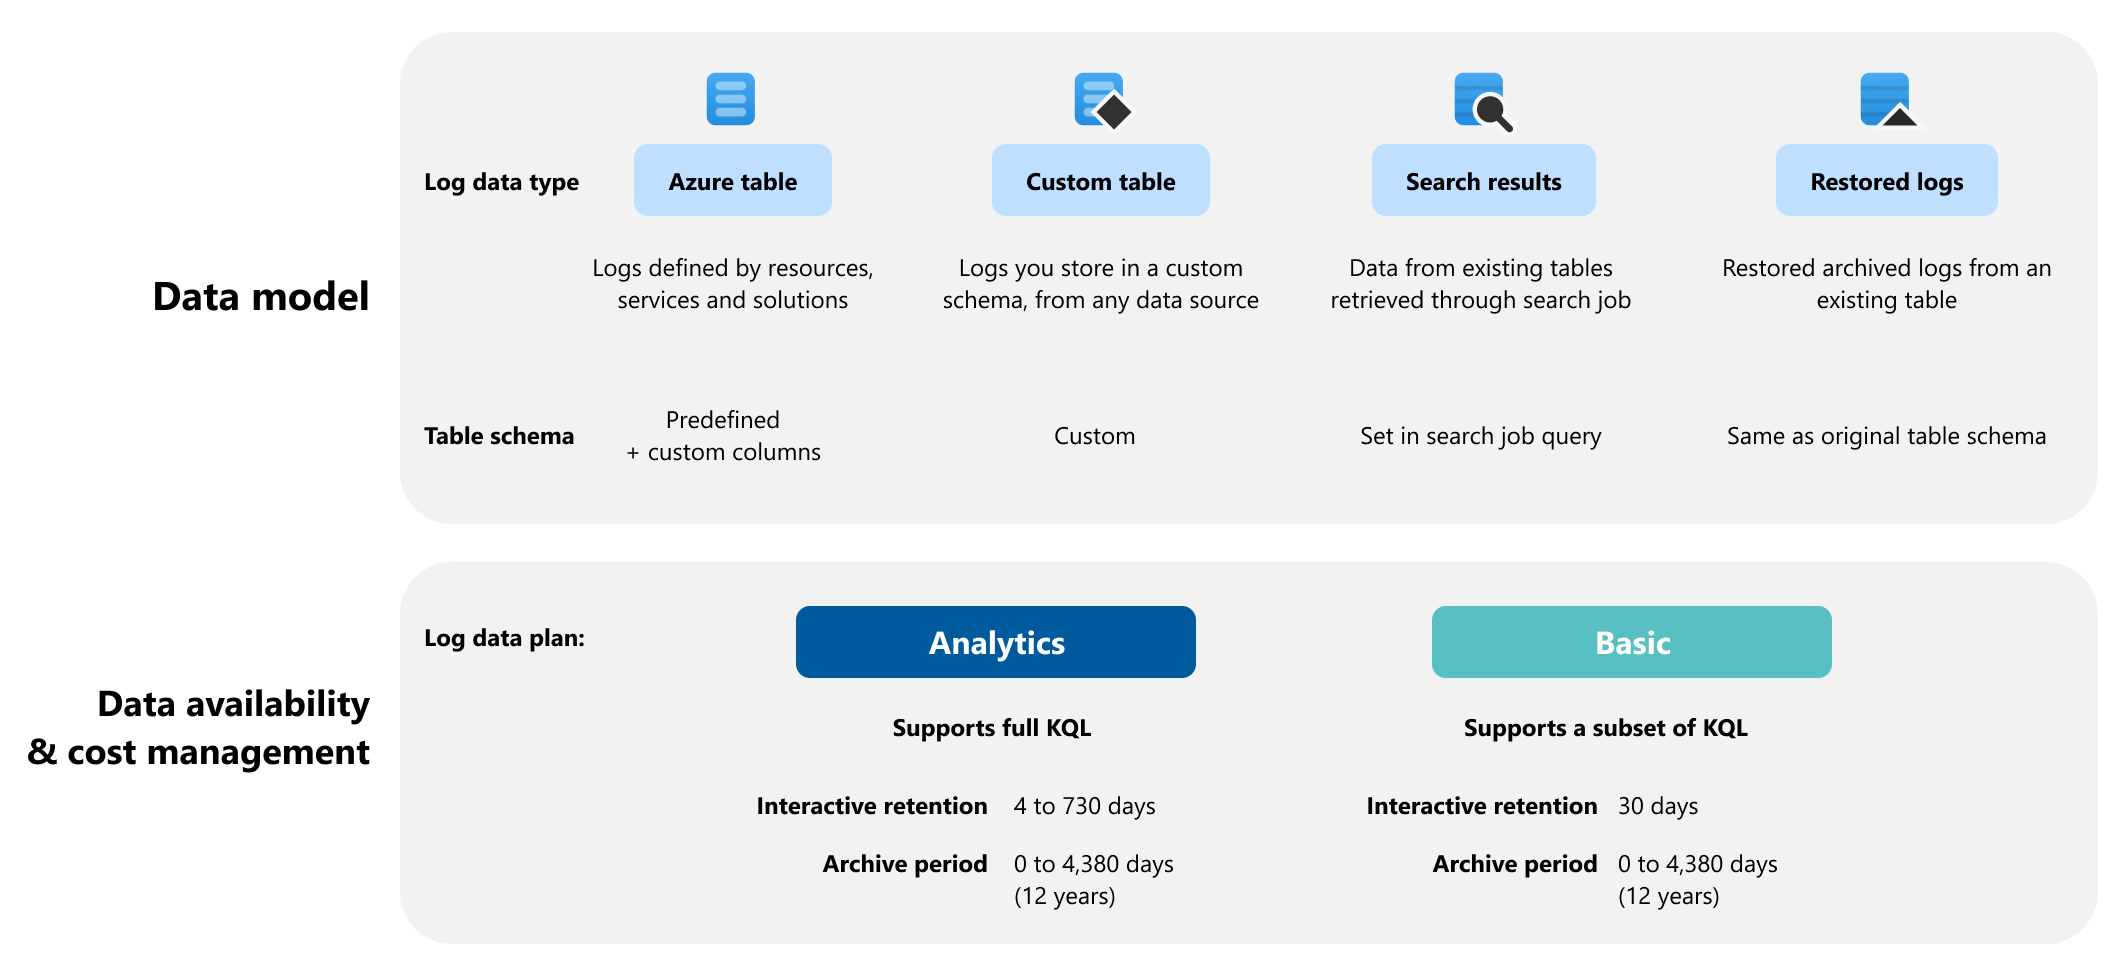 Data model
Log data type
Azure table
Custom table
Search results
Restored logs
Logs defined by resources,
services and solutions
Logs you store in a custom
schema, from any data source
Data from existing tables
retrieved through search job
Restored archived logs from an
existing table
Table schema
Predefined
+ custom columns
Custom
Set in search job query
Same as original table schema
Data availability
& cost management
Log data plan:
Analytics
Basic
Supports full KQL
Supports a subset of KQL
Interactive retention 4 to 730 days
Archive period 0 to 4,380 days
(12 years)
Interactive retention 30 days
Archive period 0 to 4,380 days
(12 years)